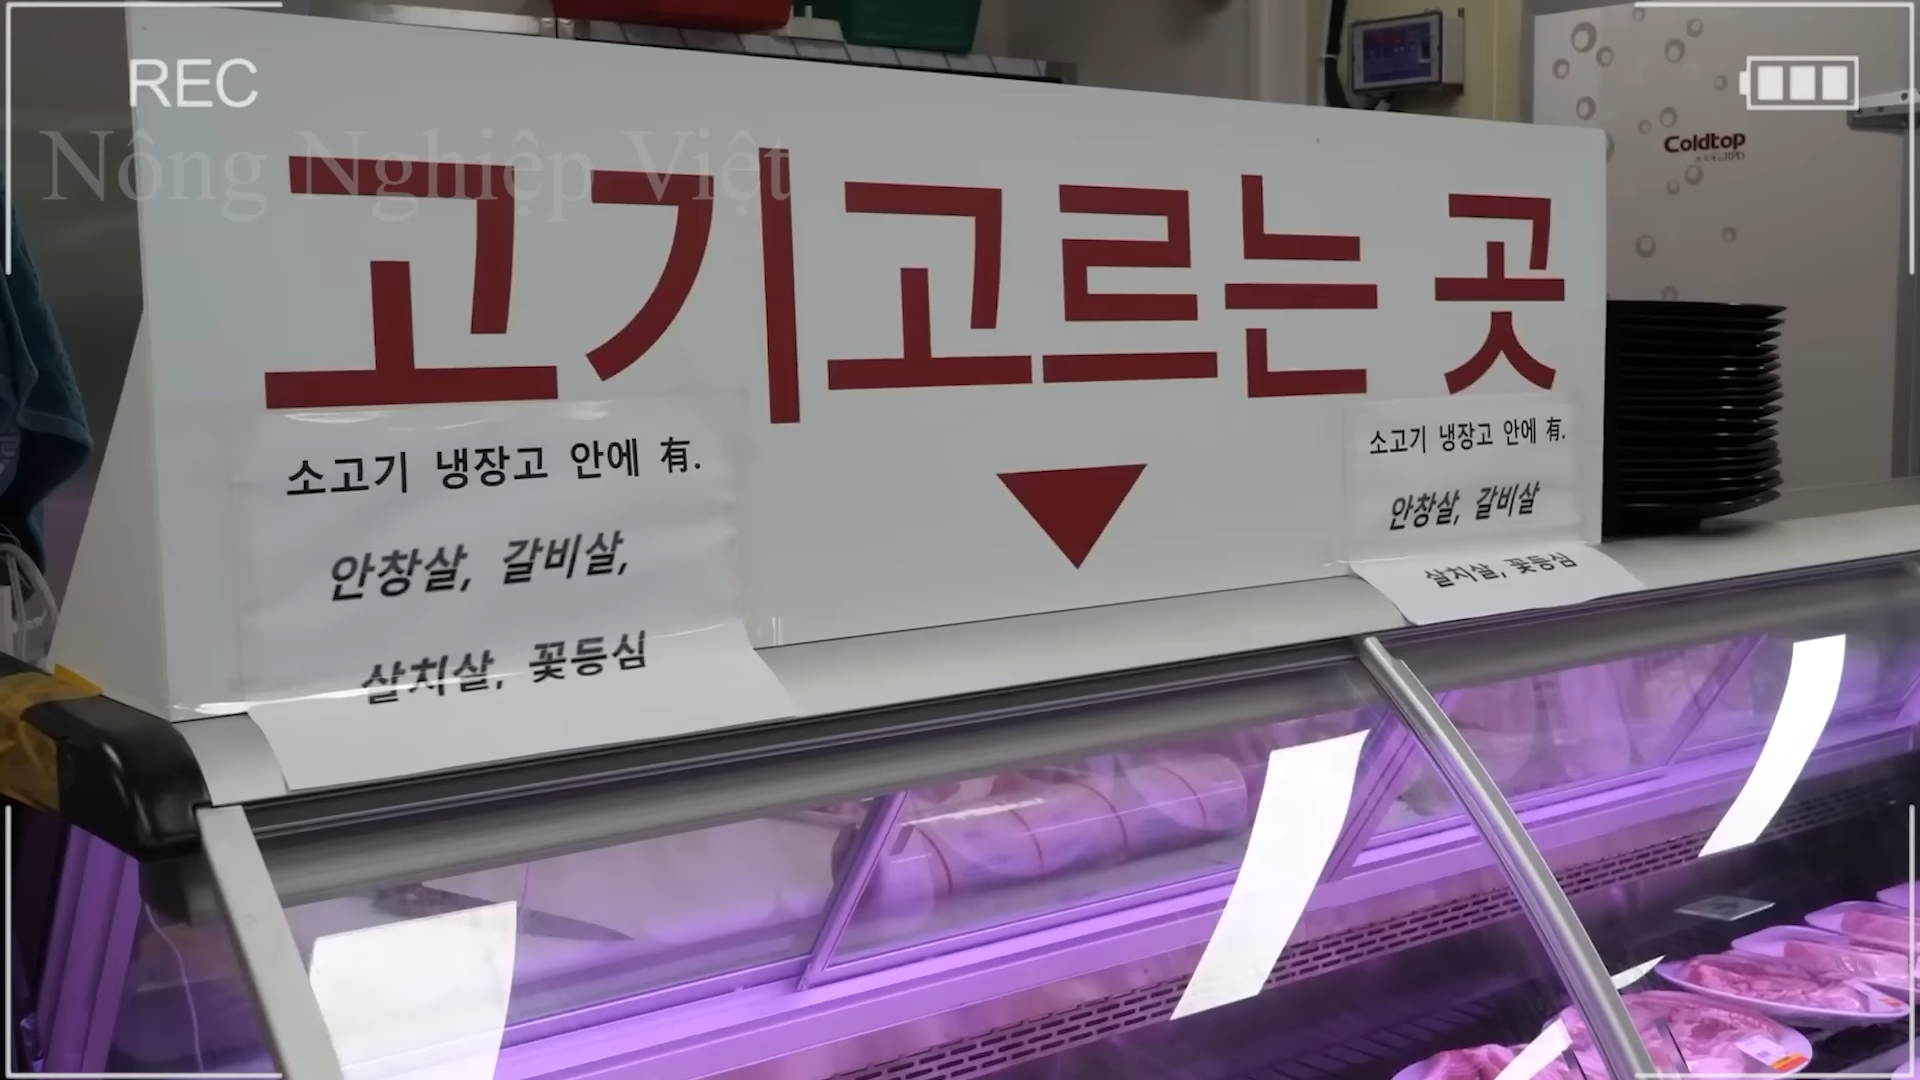 REC
Nông Nghiệp Việt
Coldtop
고기고르는 곳
소고기 냉장고 안에 有.
안창살, 갈비살,
살치살, 꽃등심
소고기 냉장고 안에 有.
안창살, 갈비살
살치살, 꽃등심